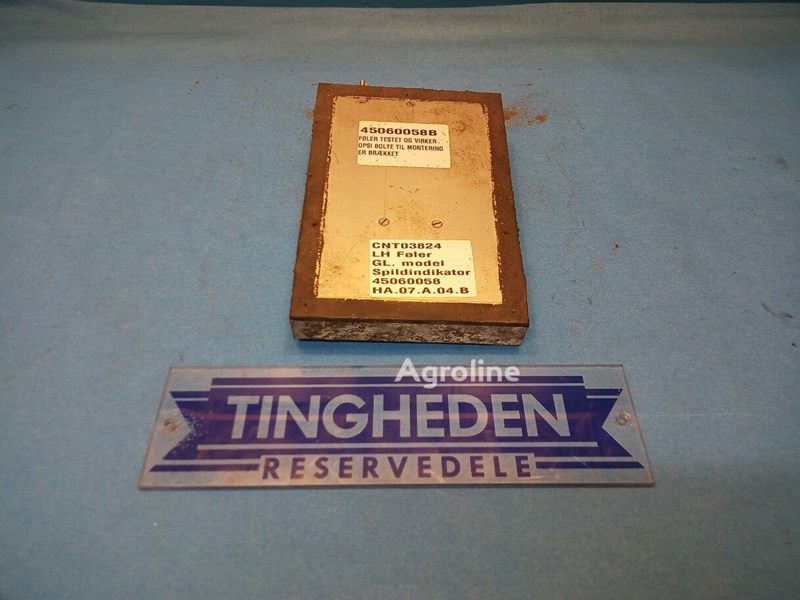 45060058B
FØLER TESTET OG VIRKER.
OPS! BOLTE TIL MONTERING
ER BRÆKKET
CNT03824
LH Føler
GL. model
Spildindikator
45060058
HA.07.A.04.B
Agroline
TINGHEDEN
RESERVEDELE